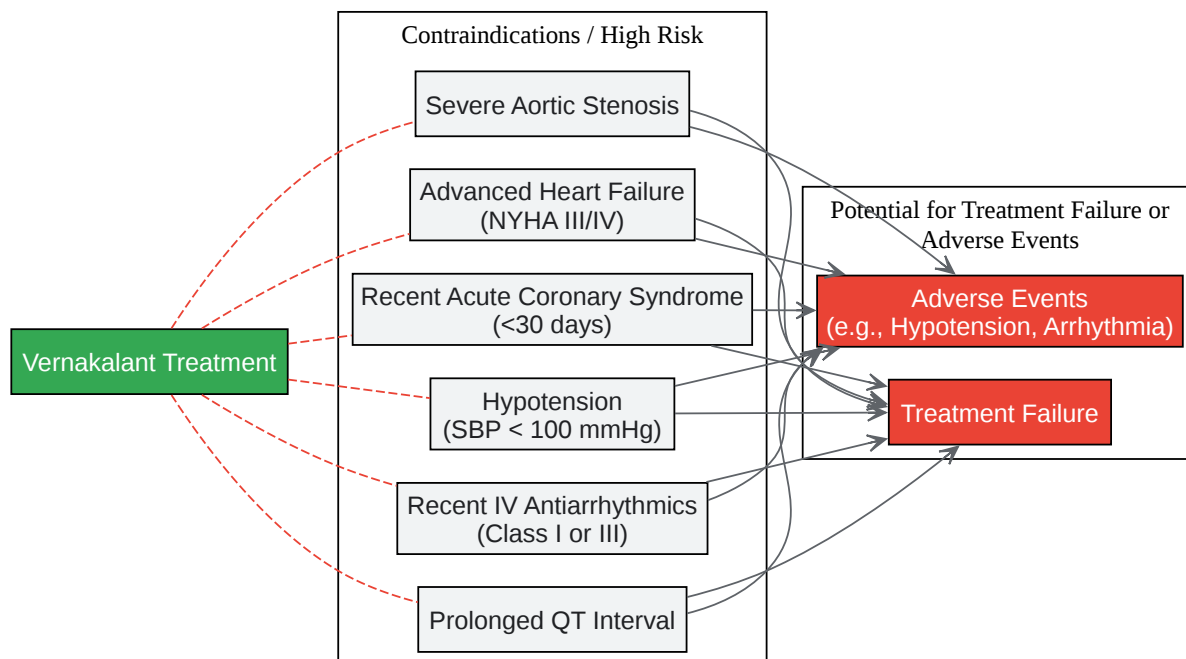 Contraindications / High Risk
Severe Aortic Stenosis
Advanced Heart Failure
(NYHA III/IV)
Recent Acute Coronary Syndrome
(<30 days)
Hypotension
(SBP < 100 mmHg)
Recent IV Antiarrhythmics
(Class I or III)
Prolonged QT Interval
Vernakalant Treatment
Potential for Treatment Failure or
Adverse Events
Adverse Events
(e.g., Hypotension, Arrhythmia)
Treatment Failure